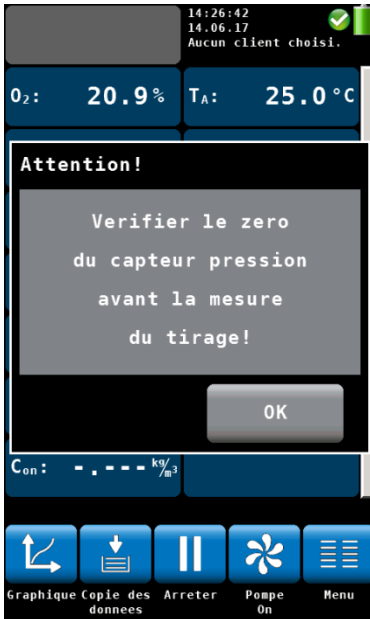 14:26:42
14.06.17
Aucun client choisi.
O₂: 20.9% TA: 25.0°C
Attention!
Verifier le zero
du capteur pression
avant la mesure
du tirage!
OK
Con: -.--- kg/m³
Graphique Copie des donnees Arreter Pompe On Menu